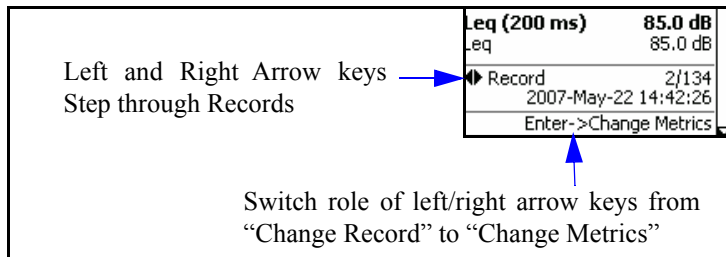 Leq (200 ms) 85.0 dB
Leq 85.0 dB
Left and Right Arrow keys
Step through Records
Record 2/134
2007-May-22 14:42:26
Enter->Change Metrics
Switch role of left/right arrow keys from
“Change Record” to “Change Metrics”